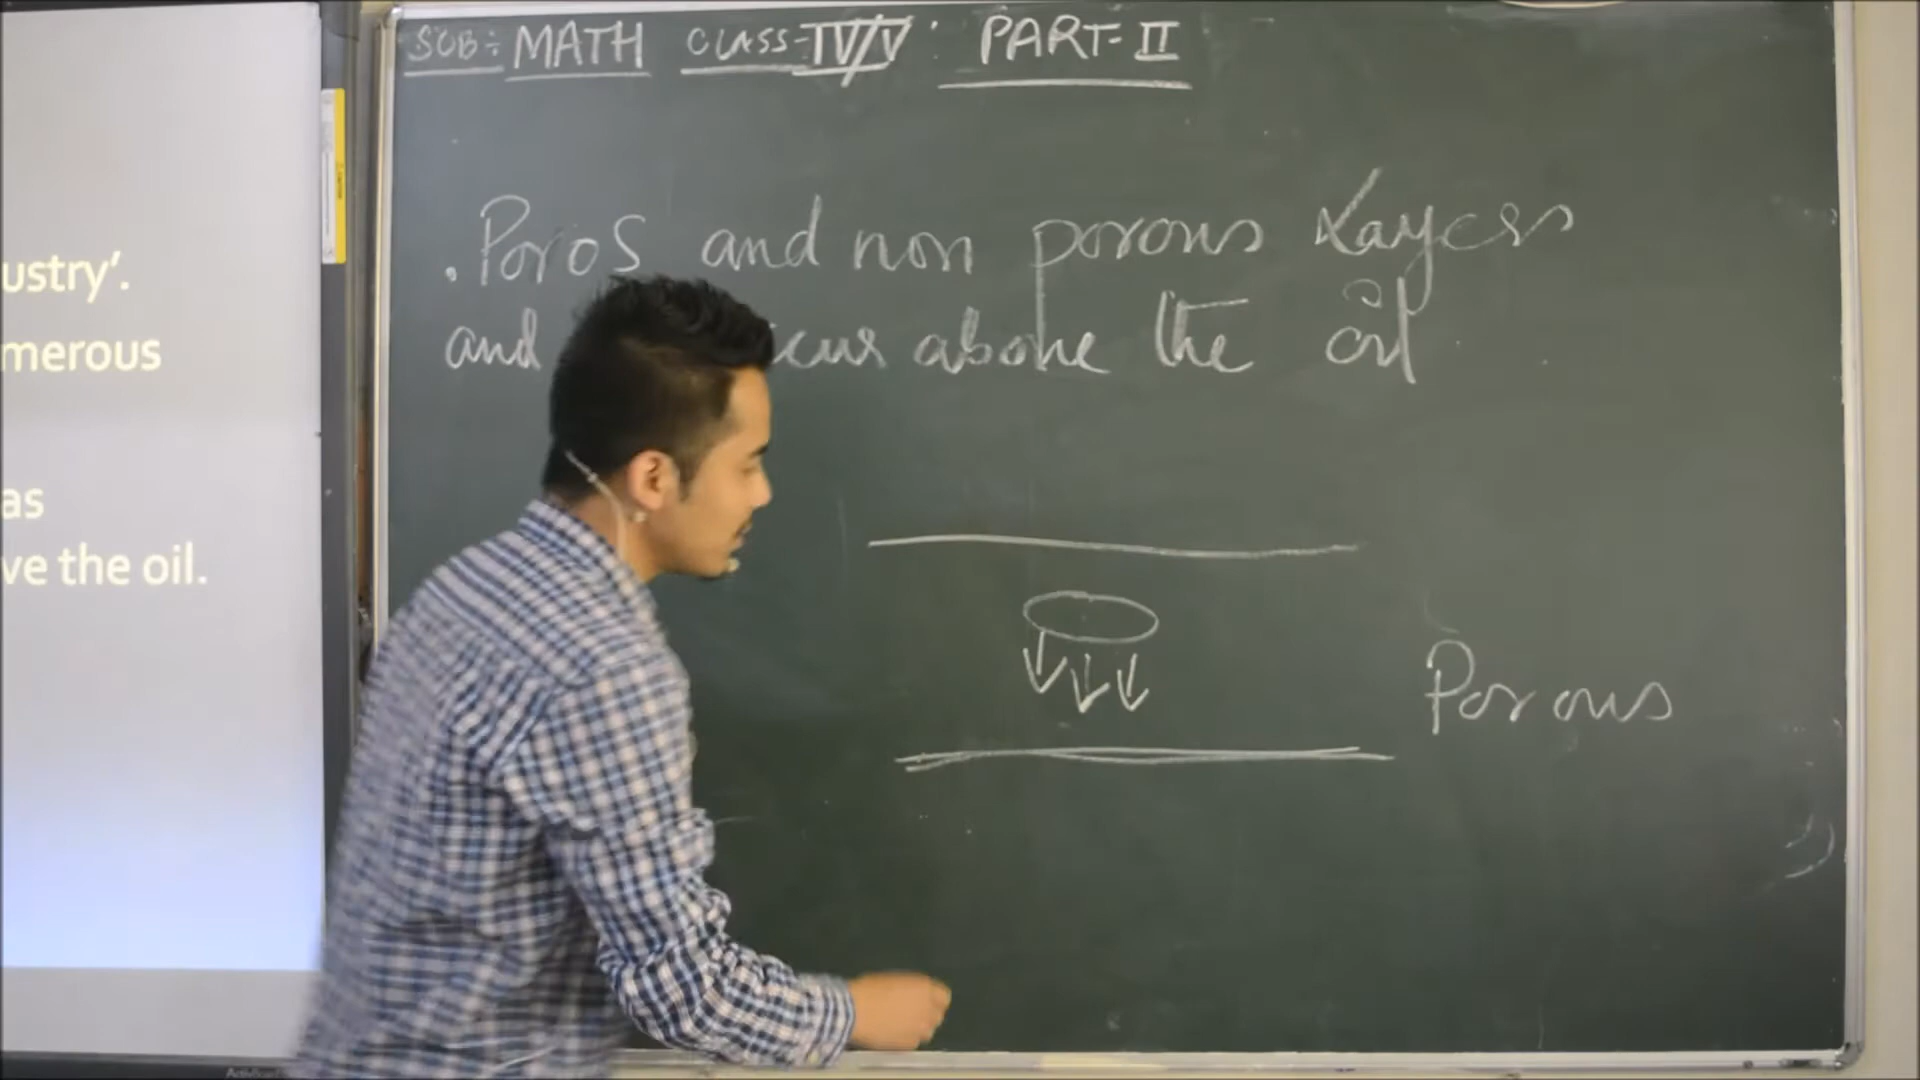 SUB:- MATH CLASS-IV/V: PART-II
ustry'.
merous
as
ve the oil.
. Poros and non porous Layers
and above the oil
Porous